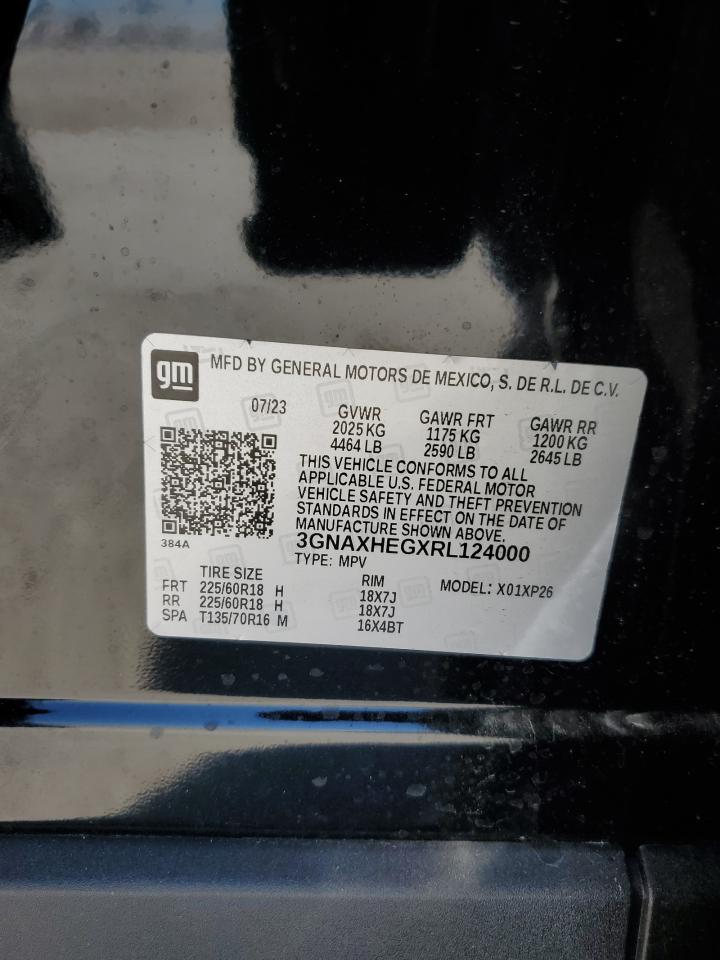 gm
MFD BY GENERAL MOTORS DE MEXICO, S. DE R.L. DE C.V.
07/23
GVWR GAWR FRT GAWR RR
2025 KG 1175 KG 1200 KG
4464 LB 2590 LB 2645 LB
THIS VEHICLE CONFORMS TO ALL
APPLICABLE U.S. FEDERAL MOTOR
VEHICLE SAFETY AND THEFT PREVENTION
STANDARDS IN EFFECT ON THE DATE OF
MANUFACTURE SHOWN ABOVE.
384A
3GNAXHEGXRL124000
TYPE: MPV
TIRE SIZE RIM MODEL: X01XP26
FRT 225/60R18 H 18X7J
RR 225/60R18 H 18X7J
SPA T135/70R16 M 16X4BT